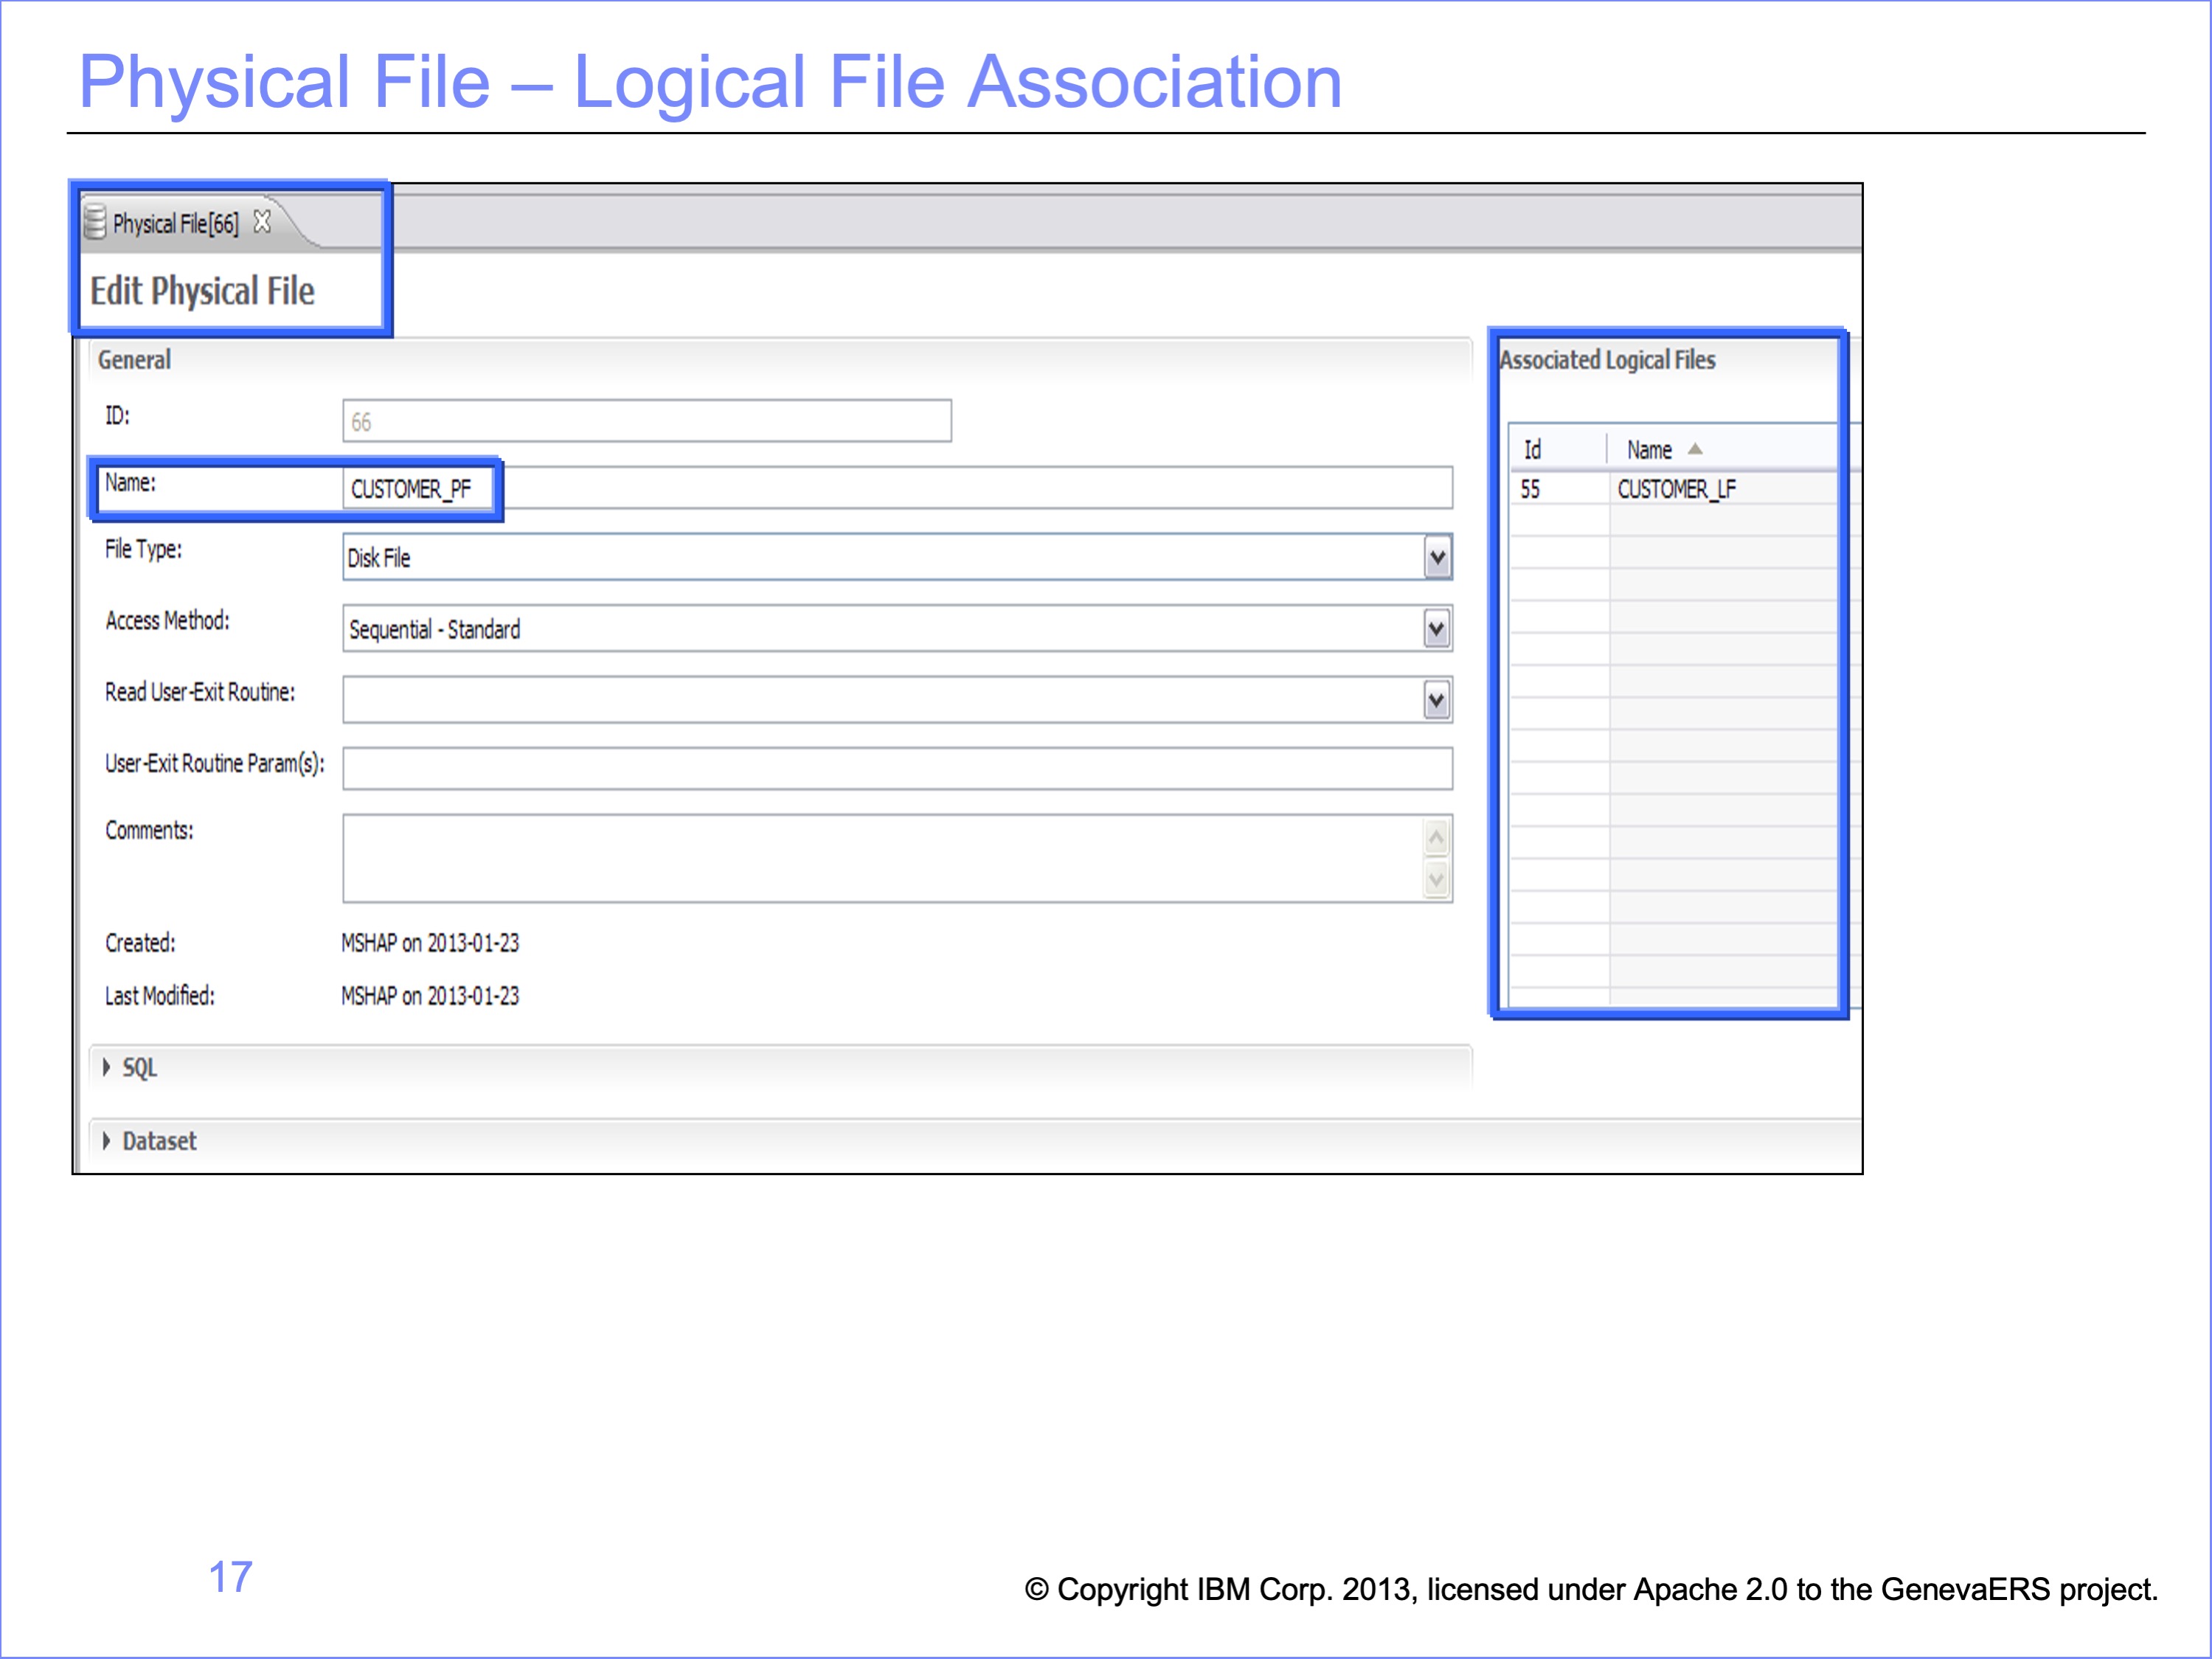 Physical File – Logical File Association
Physical File[66]
Edit Physical File
General
ID: 66
Name: CUSTOMER_PF
File Type: Disk File
Access Method: Sequential - Standard
Read User-Exit Routine:
User-Exit Routine Param(s):
Comments:
Created: MSHAP on 2013-01-23
Last Modified: MSHAP on 2013-01-23
SQL
Dataset
Associated Logical Files
Id Name
55 CUSTOMER_LF
17
© Copyright IBM Corp. 2013, licensed under Apache 2.0 to the GenevaERS project.